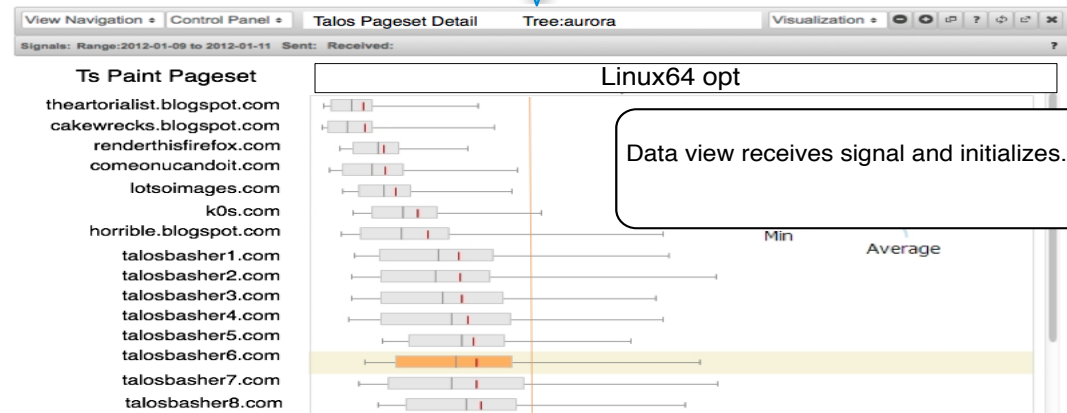 View Navigation Control Panel Talos Pageset Detail Tree:aurora Visualization
Signals: Range:2012-01-09 to 2012-01-11 Sent: Received: ?
Ts Paint Pageset
Linux64 opt
theartorialist.blogspot.com
cakewrecks.blogspot.com
renderthisfirefox.com
comeonucandoit.com
lotsoimages.com
k0s.com
horrible.blogspot.com
talosbasher1.com
talosbasher2.com
talosbasher3.com
talosbasher4.com
talosbasher5.com
talosbasher6.com
talosbasher7.com
talosbasher8.com
Data view receives signal and initializes.
Min
Average